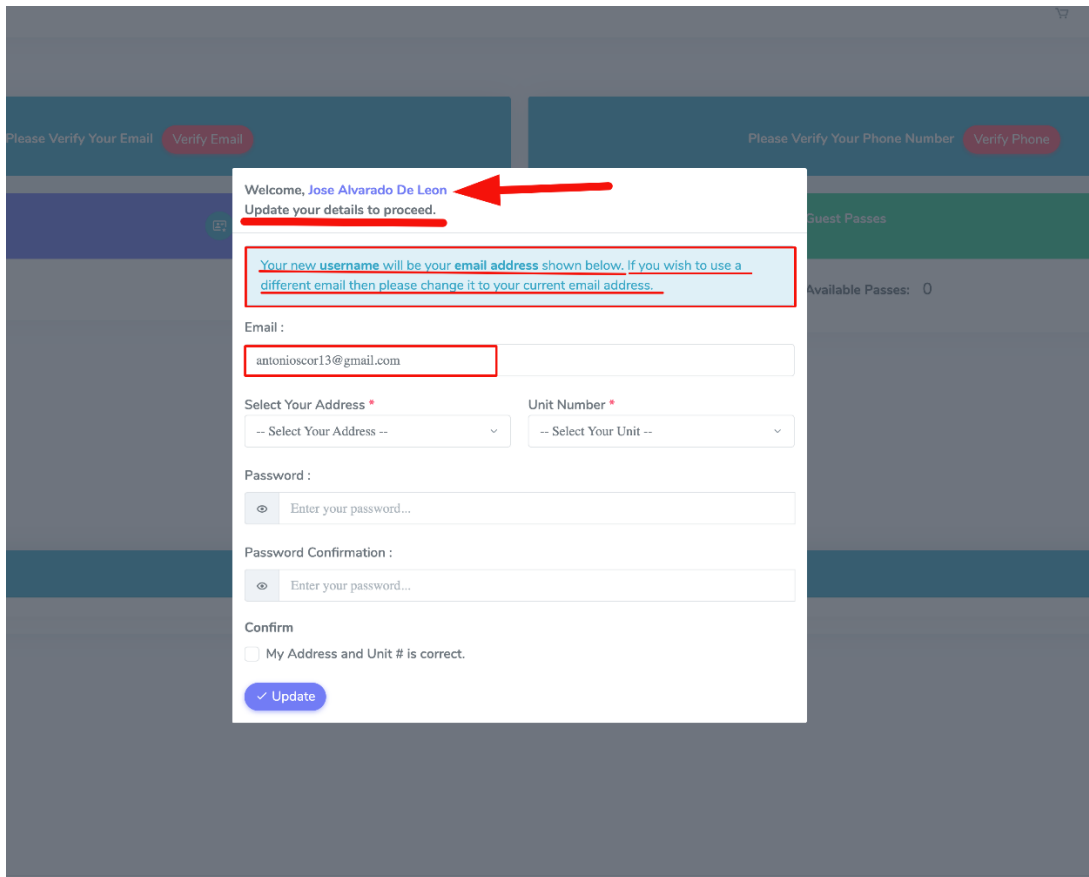 Please Verify Your Email Verify Email
Please Verify Your Phone Number Verify Phone
Guest Passes
Available Passes: 0
Welcome, Jose Alvarado De Leon
Update your details to proceed.
Your new username will be your email address shown below. If you wish to use a
different email then please change it to your current email address.
Email :
antonioscor13@gmail.com
Select Your Address *
Unit Number *
-- Select Your Address --
-- Select Your Unit --
Password :
Enter your password...
Password Confirmation :
Enter your password...
Confirm
My Address and Unit # is correct.
Update